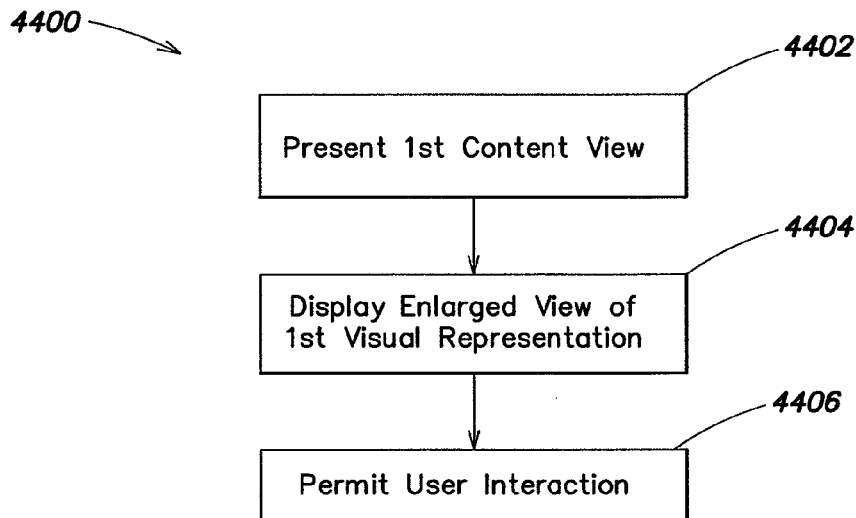 4400
4402
Present 1st Content View
4404
Display Enlarged View of
1st Visual Representation
4406
Permit User Interaction